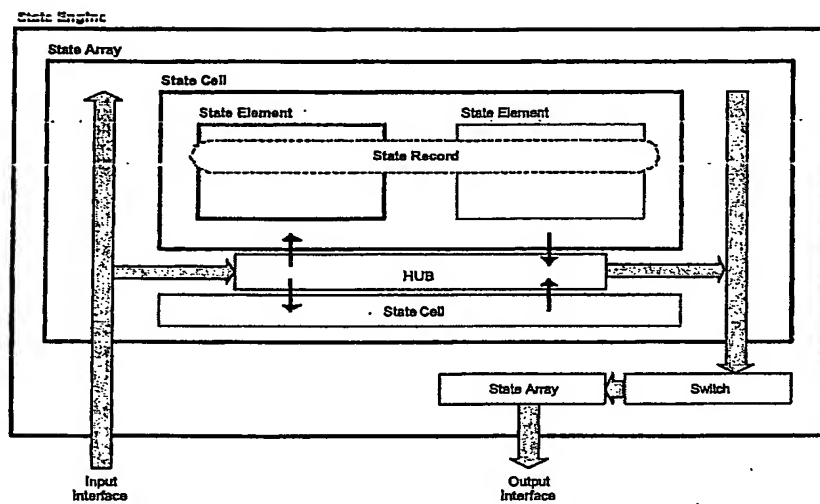 State Engine
State Array
State Cell
State Element
State Element
State Record
HUB
State Cell
State Array
Switch
Input
Interface
Output
Interface